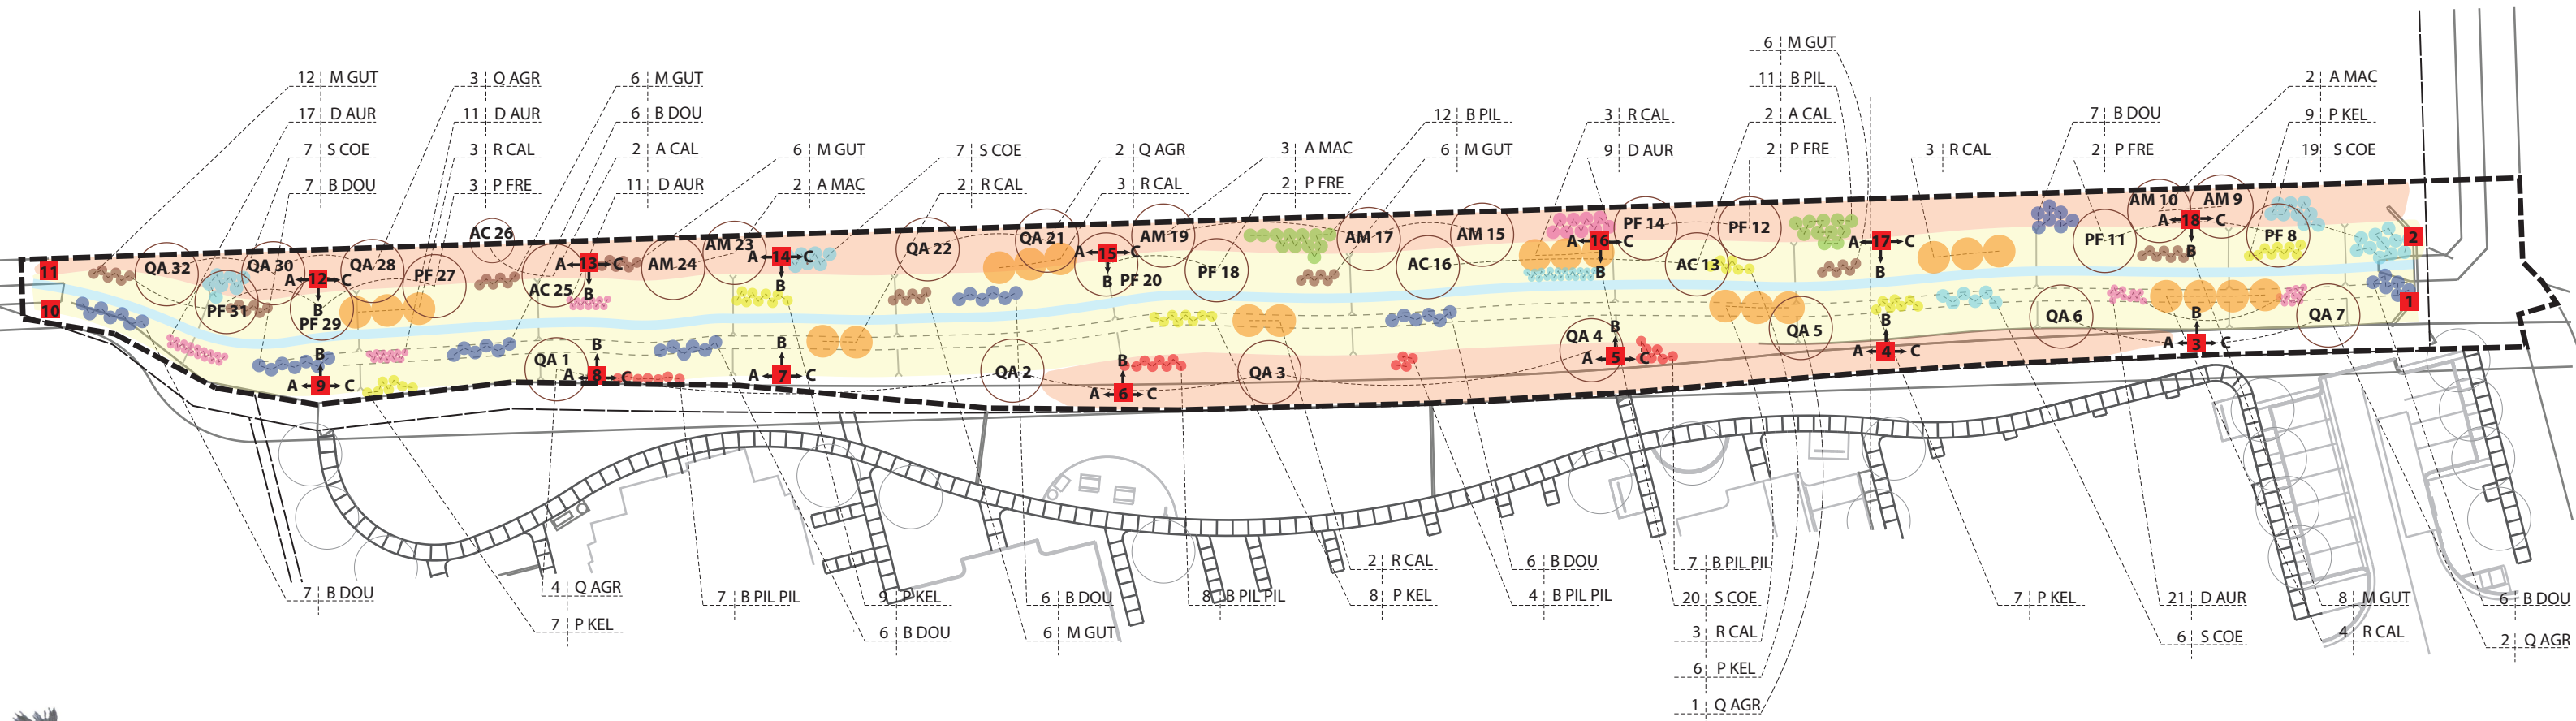 6 M GUT
12 M GUT
3 Q AGR
6 M GUT
11 B PIL
2 A MAC
17 D AUR
11 D AUR
6 B DOU
12 B PIL
3 R CAL
2 A CAL
7 B DOU
9 P KEL
7 S COE
3 R CAL
2 A CAL
6 M GUT
7 S COE
2 Q AGR
3 A MAC
6 M GUT
9 D AUR
2 P FRE
3 R CAL
2 P FRE
19 S COE
7 B DOU
3 P FRE
11 D AUR
2 A MAC
2 R CAL
3 R CAL
2 P FRE
AC 26
AM 23
QA 22
QA 21
AM 19
AM 17
AM 15
PF 14
PF 12
AM 10
AM 9
11
QA 32
QA 30
QA 28
PF 27
A 13 C
B
AM 24
A 14 C
B
A 15 C
B
PF 20
PF 18
AC 16
A 16 C
B
AC 13
A 17 C
B
PF 11
A 18 C
B
PF 8
2
10
PF 31
A 12 C
B
PF 29
AC 25
1
QA 1
QA 2
QA 3
QA 4
QA 5
QA 6
QA 7
B
A 9 C
B
A 8 C
B
A 7 C
B
A 6 C
B
A 5 C
B
A 4 C
B
A 3 C
7 B DOU
4 Q AGR
7 P KEL
7 B PIL PIL
9 P KEL
6 B DOU
6 B DOU
6 M GUT
8 B PIL PIL
2 R CAL
8 P KEL
6 B DOU
4 B PIL PIL
7 B PIL PIL
20 S COE
3 R CAL
6 P KEL
1 Q AGR
7 P KEL
21 D AUR
6 S COE
8 M GUT
4 R CAL
6 B DOU
2 Q AGR